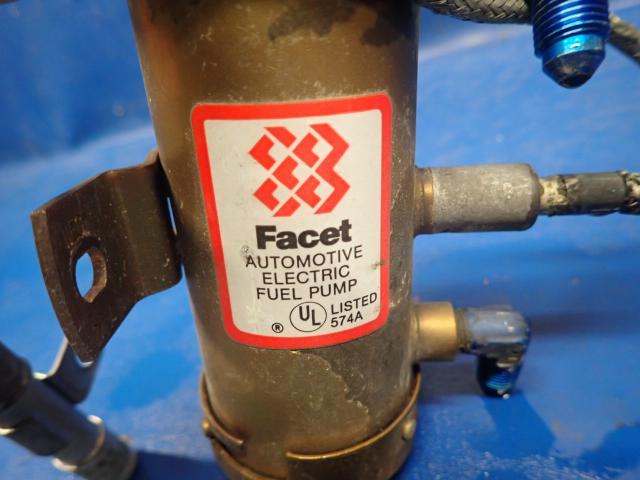 Facet
AUTOMOTIVE
ELECTRIC
FUEL PUMP
® UL LISTED
574A